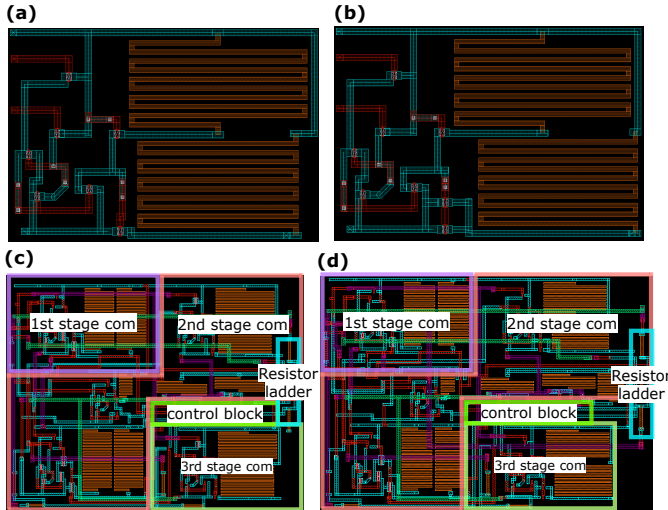 (a)
(b)
(c)
(d)
1st stage com
2nd stage com
Resistor
ladder
control block
3rd stage com
1st stage com
2nd stage com
Resistor
ladder
control block
3rd stage com